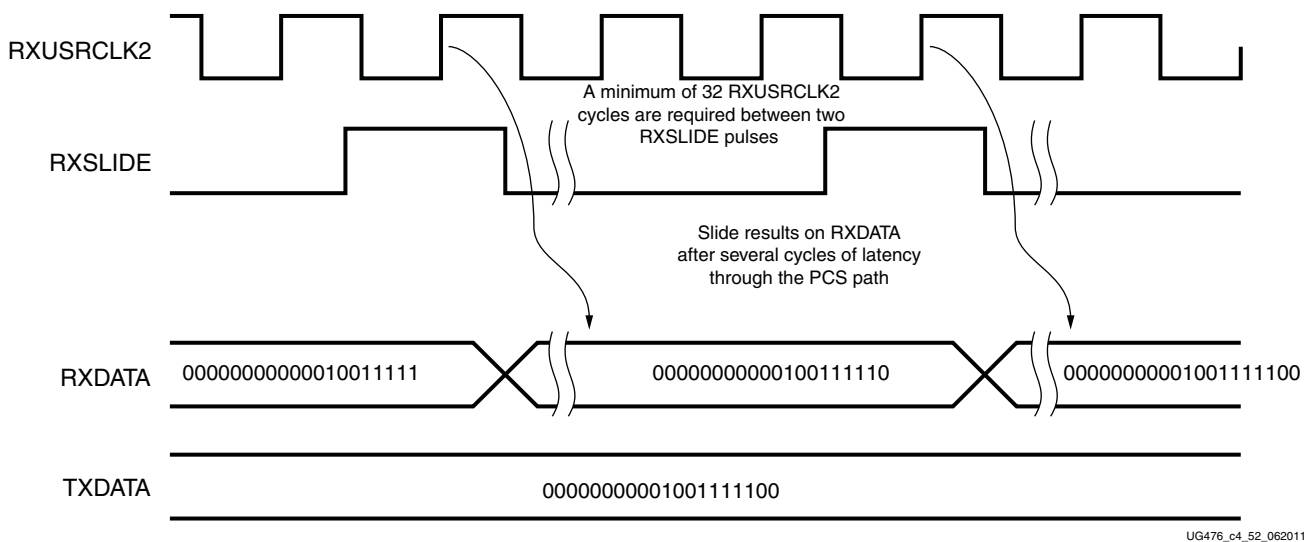 RXUSRCLK2
A minimum of 32 RXUSRCLK2
cycles are required between two
RXSLIDE pulses
RXSLIDE
Slide results on RXDATA
after several cycles of latency
through the PCS path
RXDATA
00000000000010011111
00000000000100111110
00000000001001111100
TXDATA
00000000001001111100
UG476_c4_52_062011